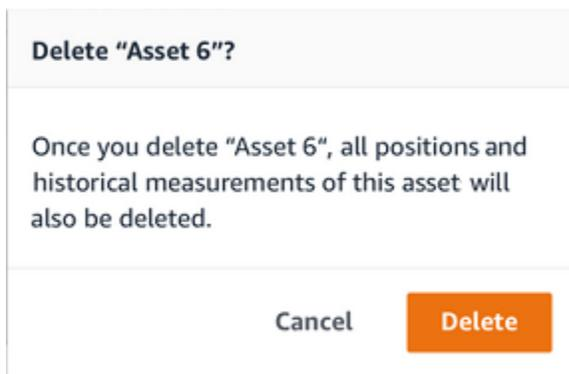 Delete “Asset 6”?
Once you delete “Asset 6“, all positions and
historical measurements of this asset will
also be deleted.
Cancel
Delete